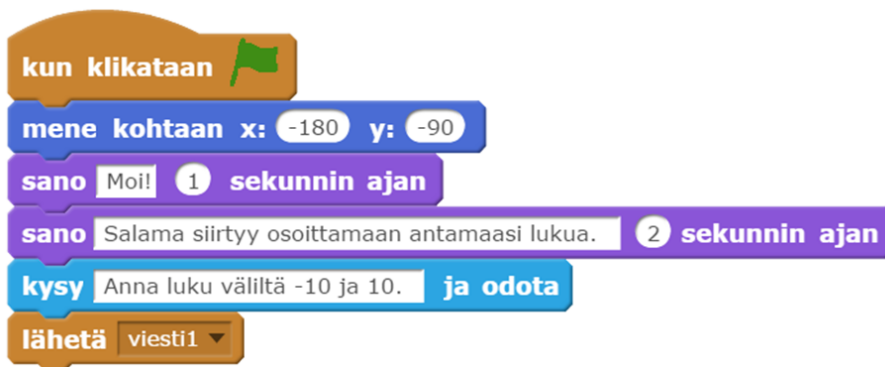 kun klikataan
mene kohtaan x: -180 y: -90
sano Moi! 1 sekunnin ajan
sano Salama siirtyy osoittamaan antamaasi lukua. 2 sekunnin ajan
kysy Anna luku väliltä -10 ja 10. ja odota
lähetä viesti1